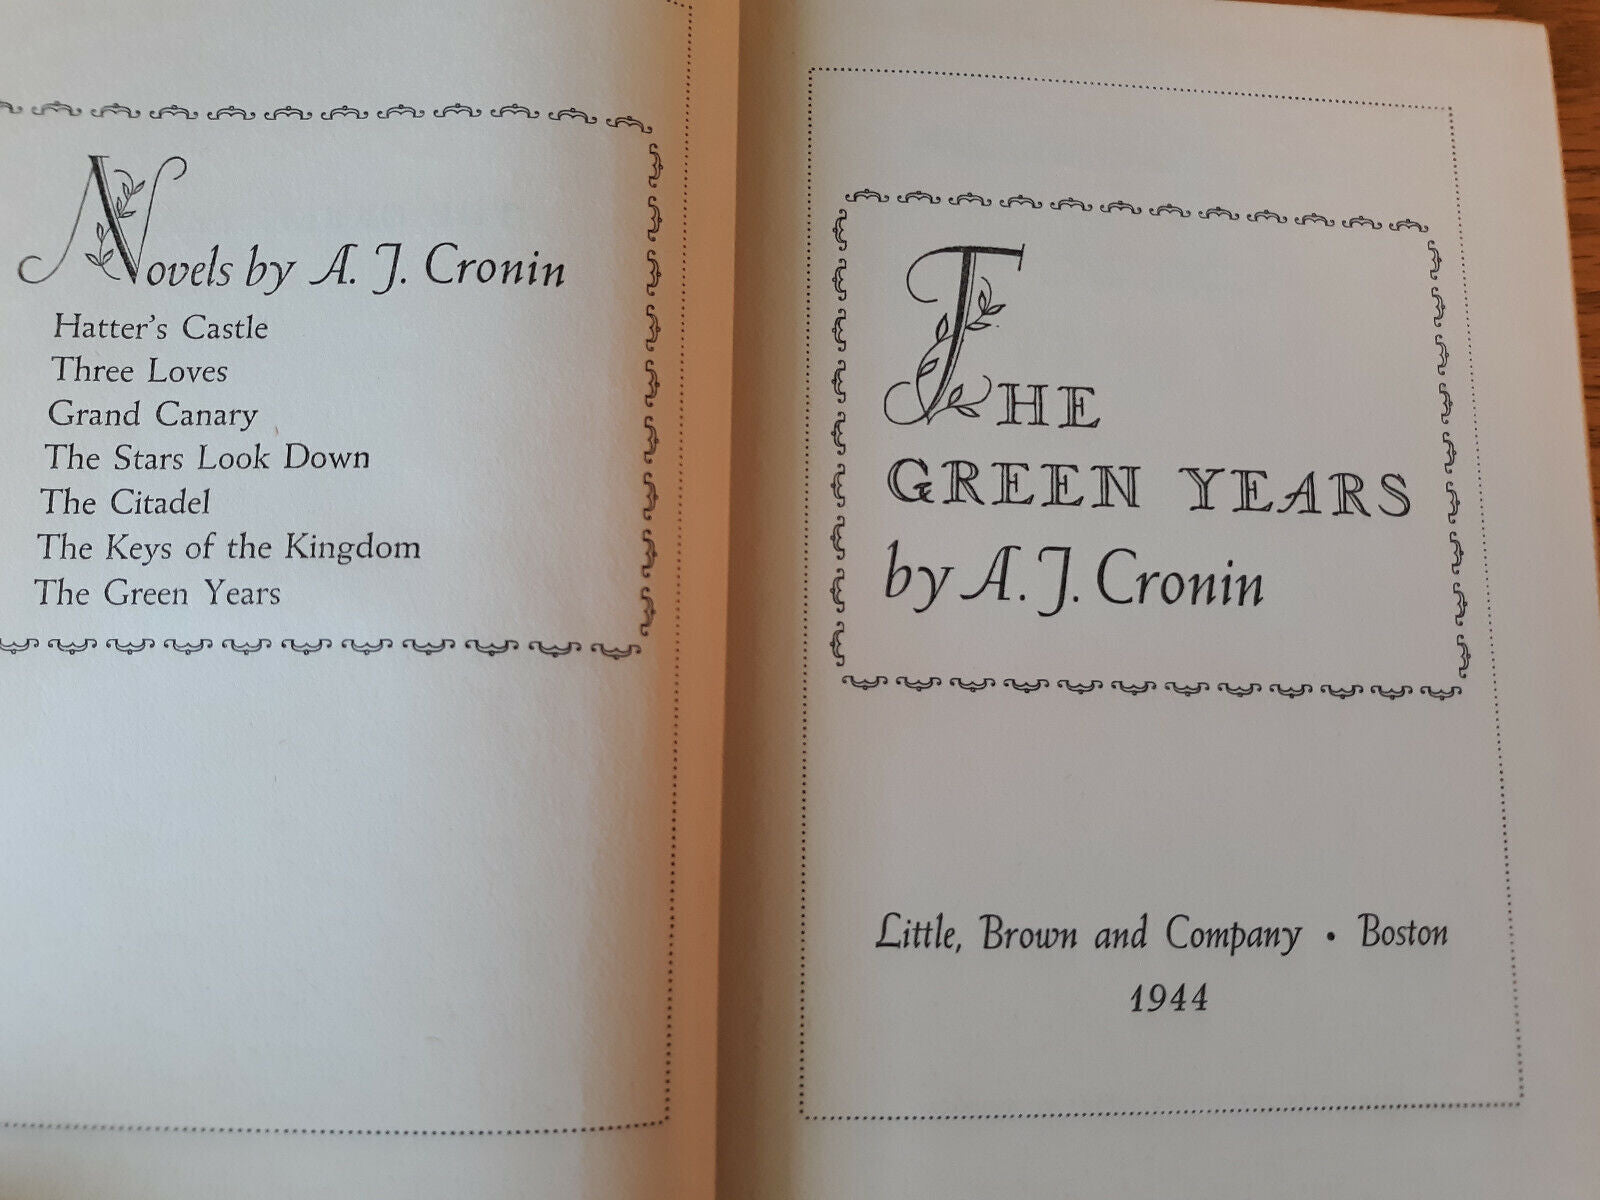 Novels by A. J. Cronin
Hatter's Castle
Three Loves
Grand Canary
The Stars Look Down
The Citadel
The Keys of the Kingdom
The Green Years
THE
GREEN YEARS
by A. J. Cronin
Little, Brown and Company • Boston
1944